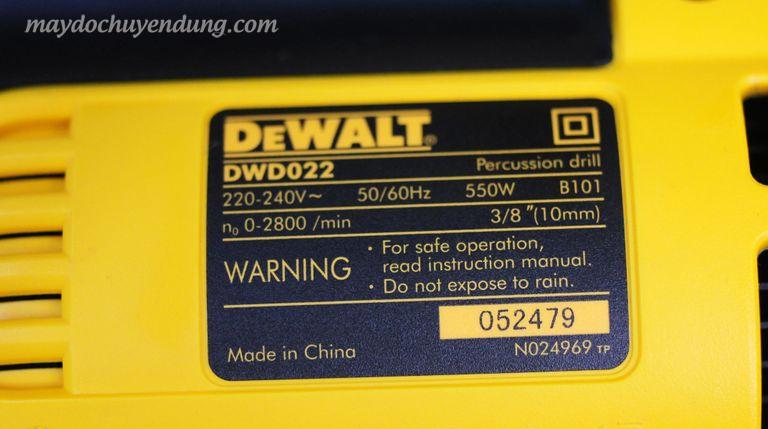 maydochuyendung.com
DEWALT®
DWD022 Percussion drill
220-240V~ 50/60Hz 550W B101
n₀ 0-2800 /min 3/8"(10mm)
WARNING
• For safe operation,
read instruction manual.
• Do not expose to rain.
052479
Made in China N024969 TP